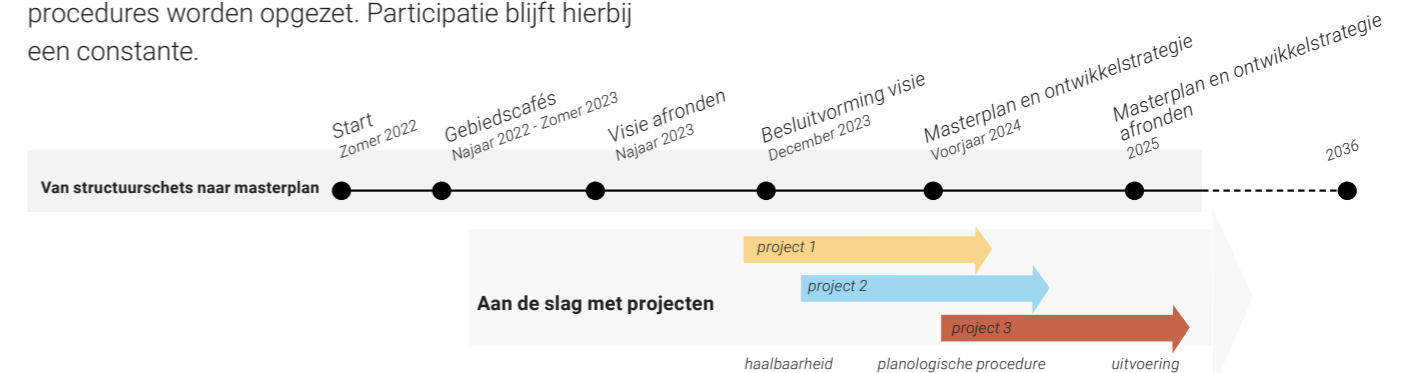 procedures worden opgezet. Participatie blijft hierbij
een constante.
Start
Zomer 2022
Gebiedscafés
Najaar 2022 - Zomer 2023
Visie afronden
Najaar 2023
Besluitvorming visie
December 2023
Masterplan en ontwikkelstrategie
Voorjaar 2024
Masterplan en ontwikkelstrategie
afronden
2025
2036
Van structuurschets naar masterplan
project 1
project 2
Aan de slag met projecten
project 3
haalbaarheid
planologische procedure
uitvoering